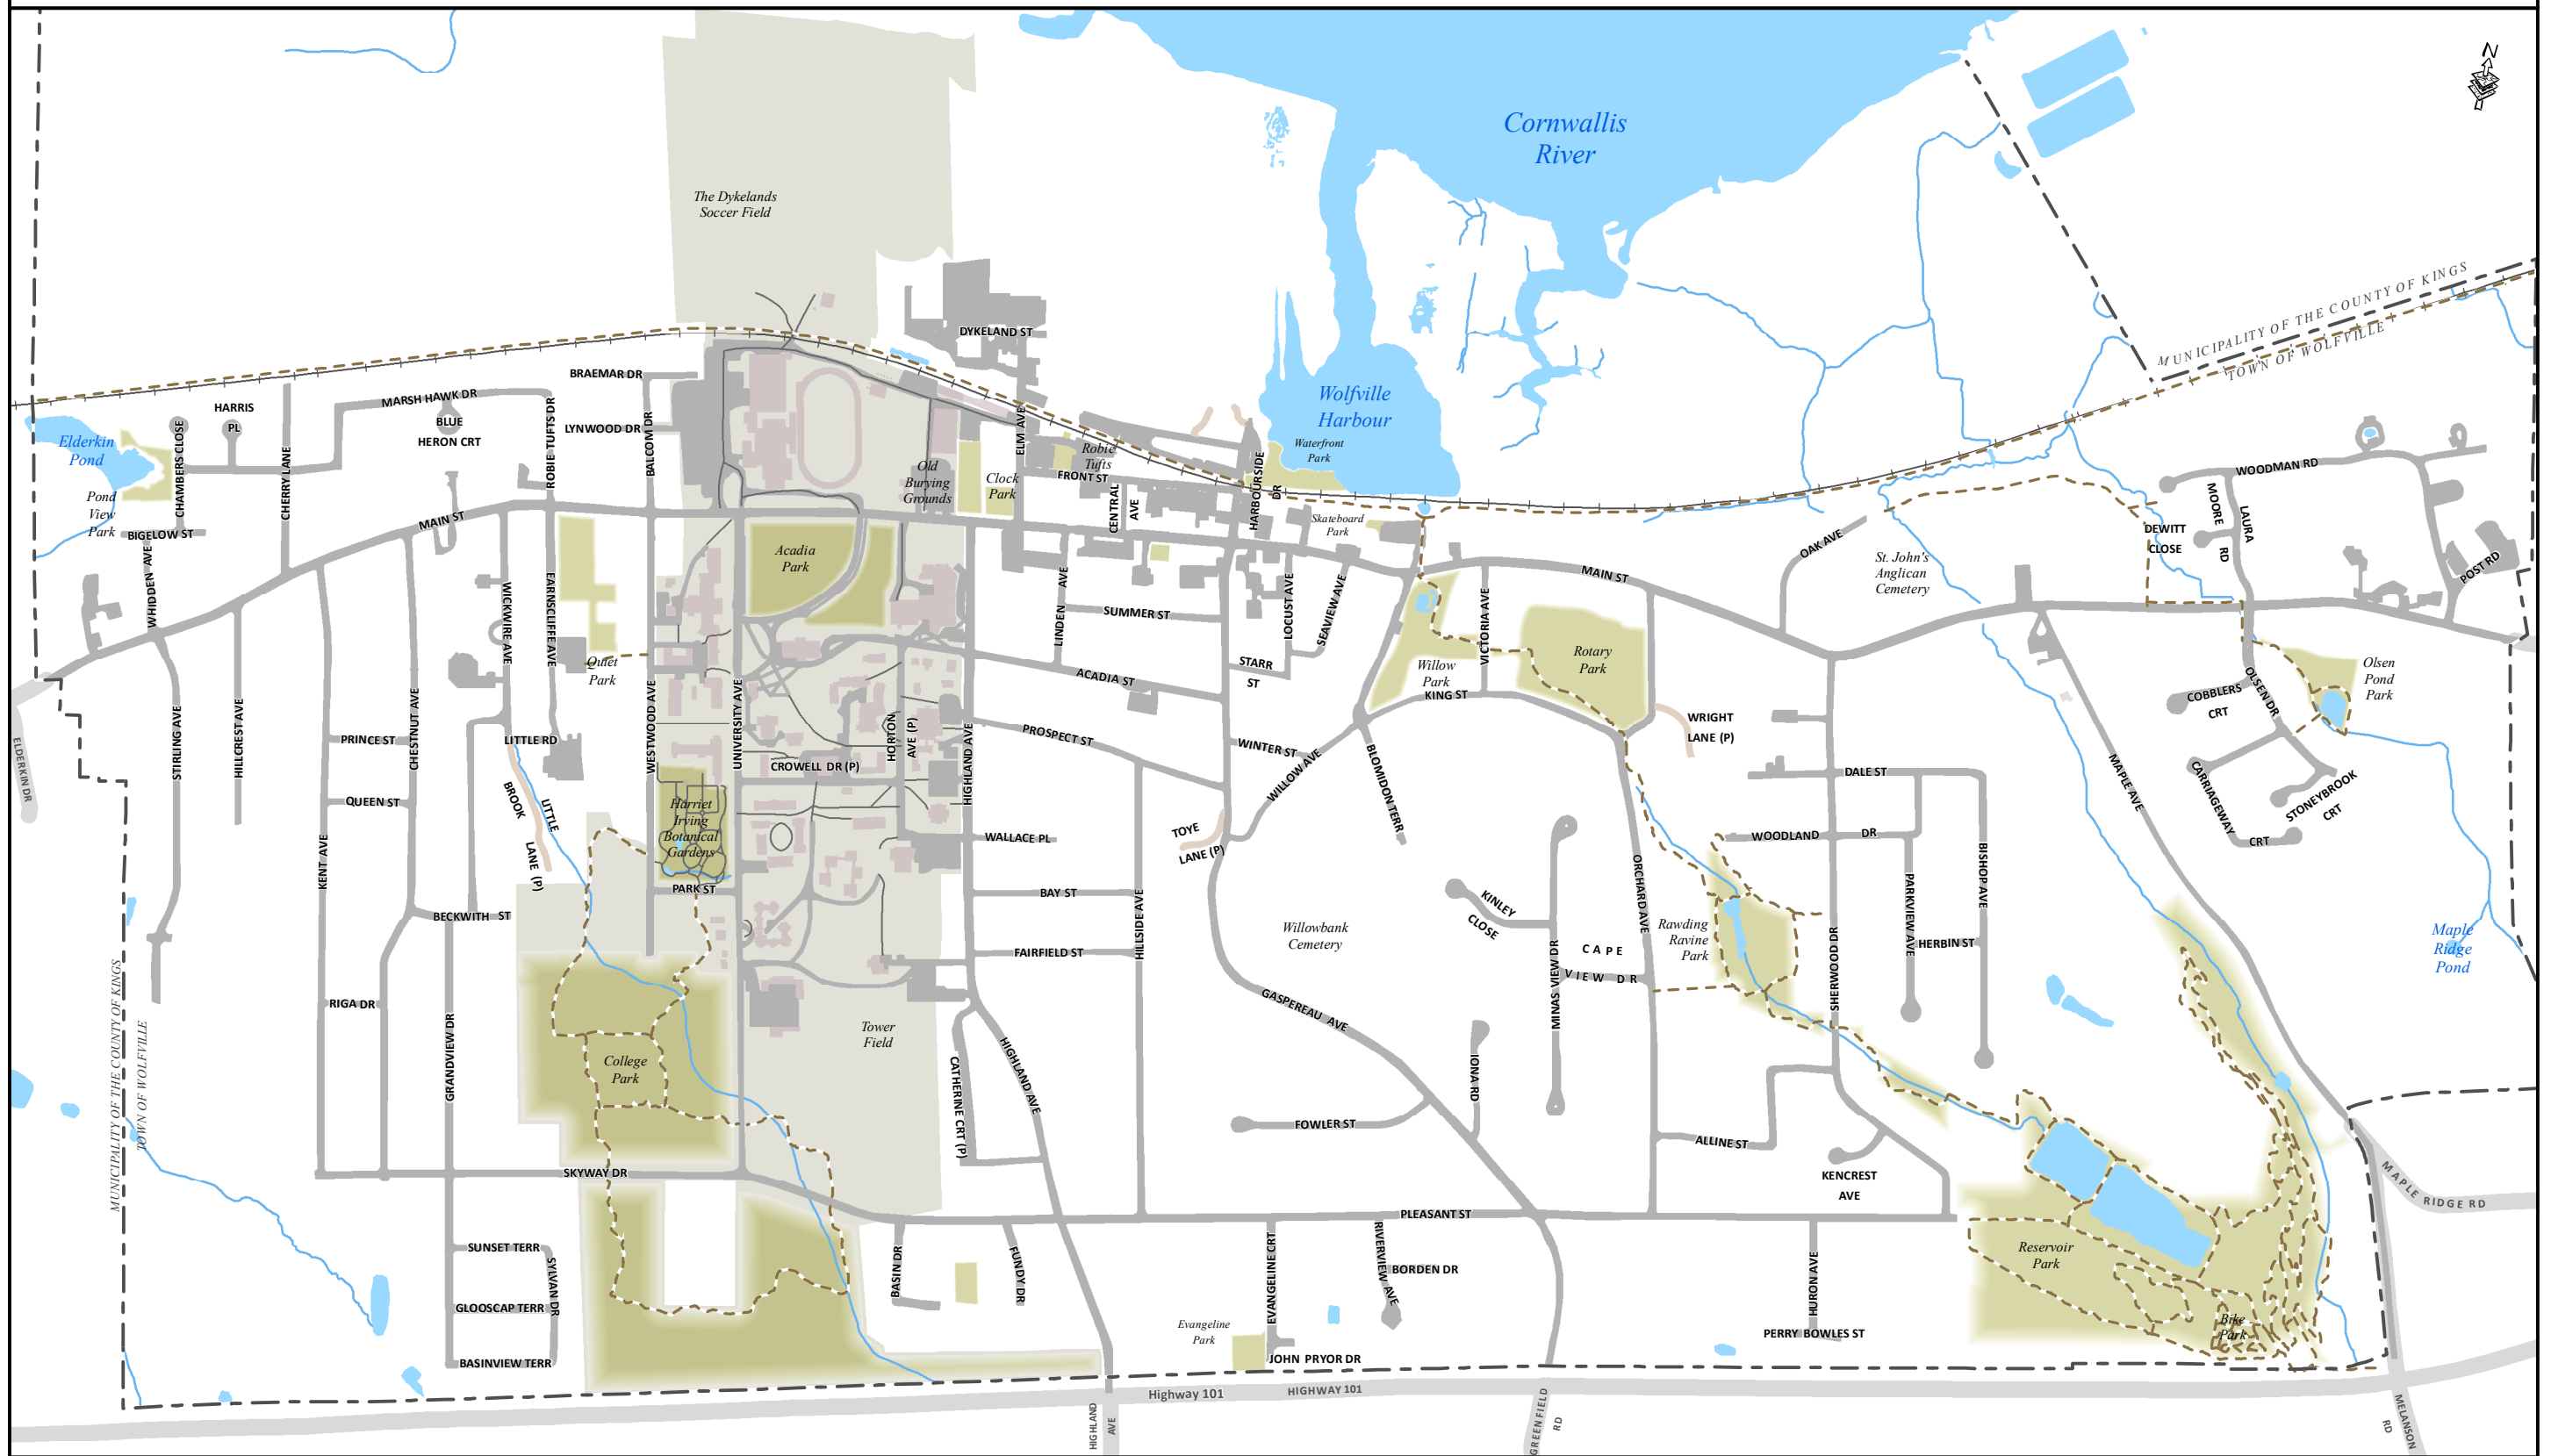 N
Cornwallis
River
The Dykelands
Soccer Field
MUNICIPALITY OF THE COUNTY OF KINGS
TOWN OF WOLFVILLE
DYKELAND ST
BRAEMAR DR
MARSH HAWK DR
HARRIS
PL
BLUE
HERON CRT
LYNWOOD DR
BALCOM DR
ROBIE TUFTS DR
ELM AVE
Wolfville
Harbour
Waterfront
Park
Elderkin
Pond
CHAMBERS CLOSE
CHERRY LANE
Pond
View
Park
BIGELOW ST
MAIN ST
Old
Burying
Grounds
Clock
Park
Robie
Tufts
FRONT ST
CENTRAL
AVE
HARBOURSIDE
DR
Skateboard
Park
WOODMAN RD
MOORE
RD
LAURA
DEWITT
CLOSE
POST RD
OAK AVE
St. John's
Anglican
Cemetery
MAIN ST
Acadia
Park
WHIDDEN AVE
WICKWIRE AVE
EARNSCLIFFE AVE
LINDEN
AVE
SUMMER ST
LOCUST AVE
SEAVIEW AVE
VICTORIA AVE
Quiet
Park
ACADIA ST
STARR
ST
Willow
Park
KING ST
Rotary
Park
Olsen
Pond
Park
OLSEN DR
COBBLERS
CRT
WRIGHT
LANE (P)
ELDERKIN DR
STIRLING AVE
HILLCREST AVE
PRINCE ST
CHESTNUT AVE
LITTLE RD
WESTWOOD AVE
UNIVERSITY AVE
HORTON
AVE (P)
HIGHLAND AVE
PROSPECT ST
WINTER ST
WILLOW AVE
BLOMIDON TERR
CROWELL DR (P)
QUEEN ST
LITTLE
BROOK
LANE (P)
Harriet
Irving
Botanical
Gardens
PARK ST
KENT AVE
WALLACE PL
TOYE
LANE (P)
DALE ST
WOODLAND
DR
MAPLE AVE
CARRIAGEWAY
CRT
STONEYBROOK
CRT
BAY ST
BECKWITH ST
HILLSIDE AVE
FAIRFIELD ST
Willowbank
Cemetery
KINLEY
CLOSE
ORCHARD AVE
MINAS VIEW DR
CAPE
VIEW DR
Rawding
Ravine
Park
SHERWOOD DR
PARKVIEW AVE
BISHOP AVE
HERBIN ST
Maple
Ridge
Pond
MUNICIPALITY OF THE COUNTY OF KINGS
TOWN OF WOLFVILLE
RIGA DR
GRANDVIEW DR
College
Park
Tower
Field
CATHERINE CRT (P)
HIGHLAND AVE
GASPEREAU AVE
IONA RD
FOWLER ST
ALLINE ST
KENCREST
AVE
MAPLE RIDGE RD
SKYWAY DR
PLEASANT ST
SUNSET TERR
SYLVAN DR
GLOOSCAP TERR
BASINVIEW TERR
BASIN DR
FUNDY DR
Evangeline
Park
EVANGELINE CRT
RIVERVIEW AVE
BORDEN DR
JOHN PRYOR DR
HURON AVE
PERRY BOWLES ST
Reservoir
Park
Bike
Park
Highway 101
HIGHWAY 101
HIGHLAND
AVE
GREENFIELD
RD
MELANSON
RD